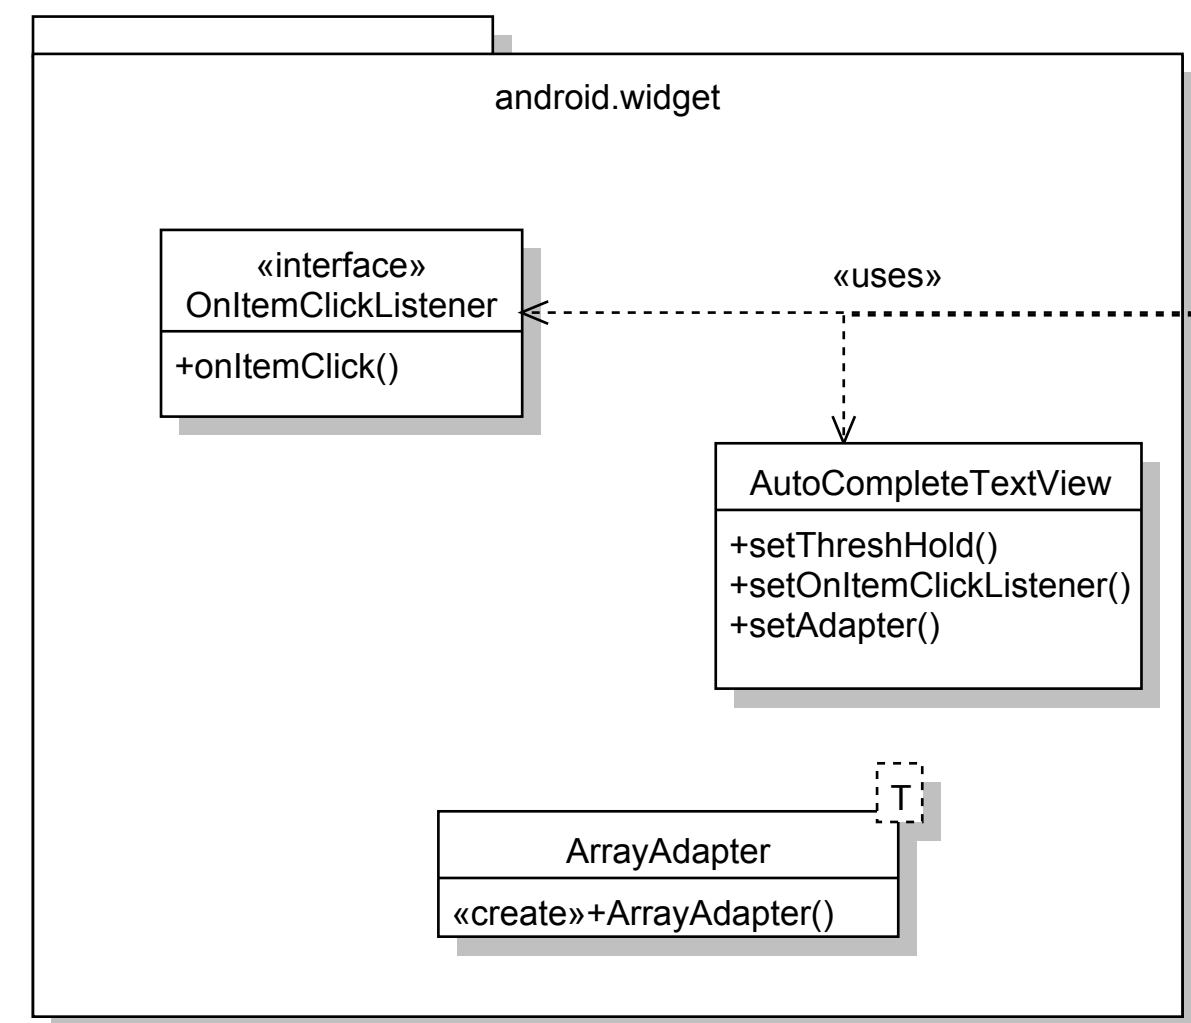 android.widget
«interface»
OnItemClickListener
+onItemClick()
«uses»
AutoCompleteTextView
+setThreshHold()
+setOnItemClickListener()
+setAdapter()
T
ArrayAdapter
«create»+ArrayAdapter()